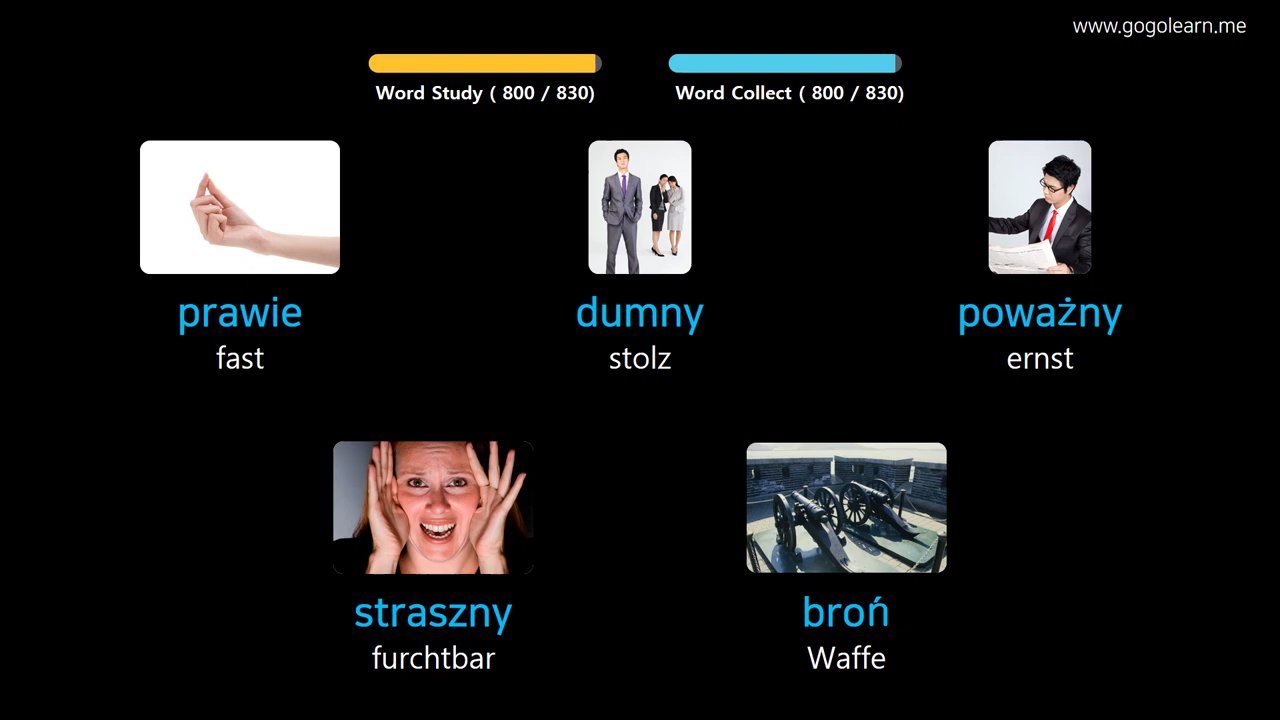 www.gogolearn.me
Word Study ( 800 / 830)
Word Collect ( 800 / 830)
prawie
fast
dumny
stolz
poważny
ernst
straszny
furchtbar
broń
Waffe